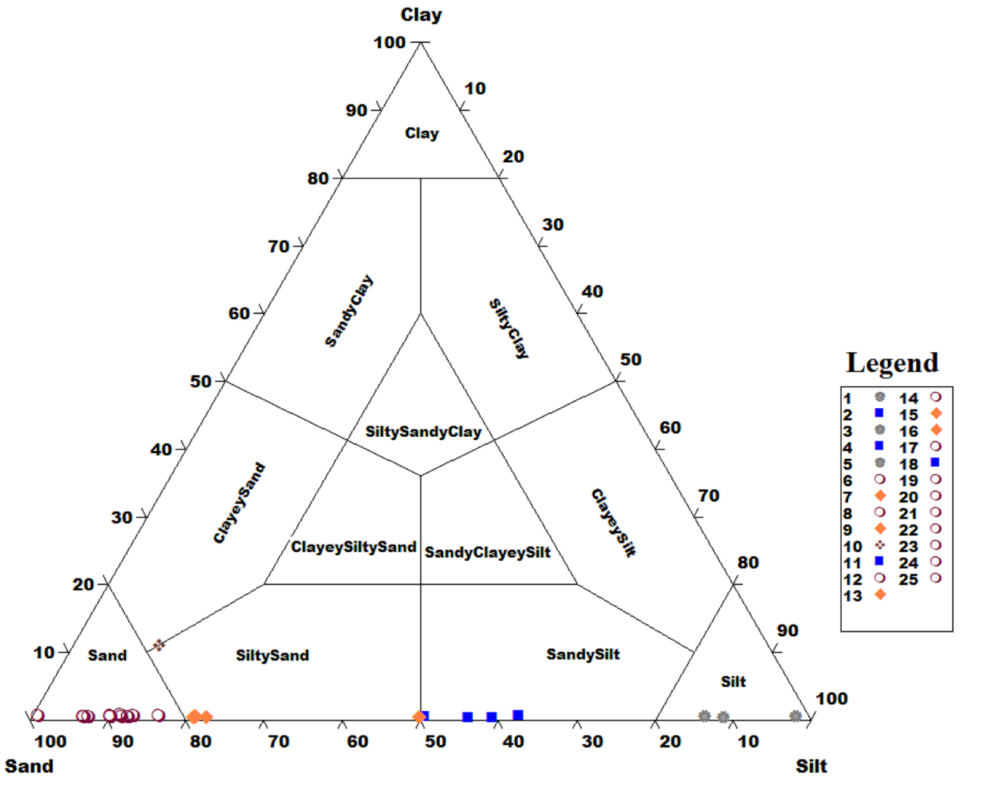 Clay
100
10
90
Clay
20
80
30
70
SandyClay
SiltyClay
40
60
50
50
SiltySandyClay
60
40
ClayeySand
ClayeySilt
70
30
ClayeySiltySand
SandyClayeySilt
80
20
90
10
Sand
SiltySand
SandySilt
Silt
100
100 90 80 70 60 50 40 30 20 10
Sand
Silt
Legend
1 14
2 15
3 16
4 17
5 18
6 19
7 20
8 21
9 22
10 23
11 24
12 25
13